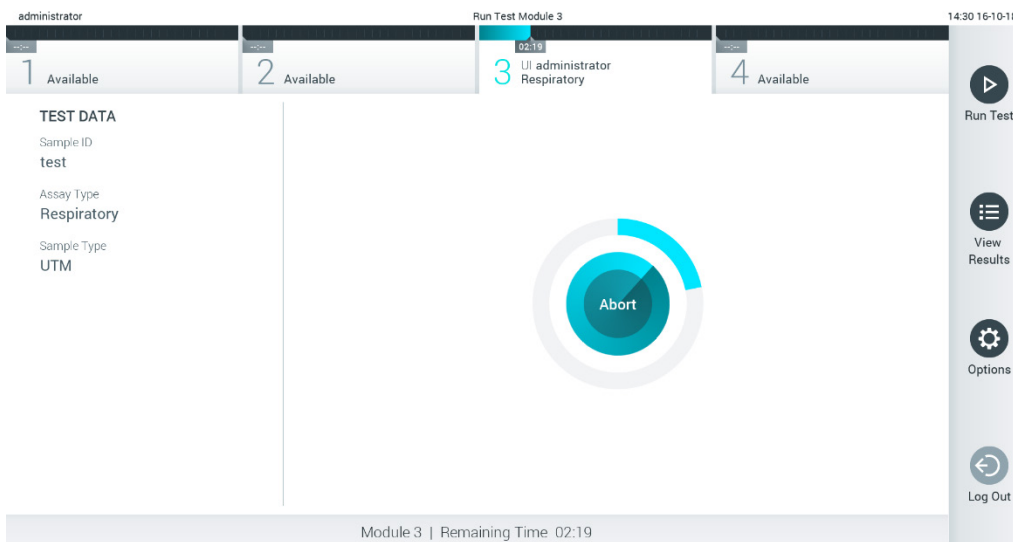 administrator
Run Test Module 3
14:30 16-10-18
--:--
--:--
02:19
--:--
1 Available
2 Available
3 UI administrator
Respiratory
4 Available
TEST DATA
Sample ID
test
Assay Type
Respiratory
Sample Type
UTM
Abort
Run Test
View
Results
Options
Log Out
Module 3 | Remaining Time 02:19